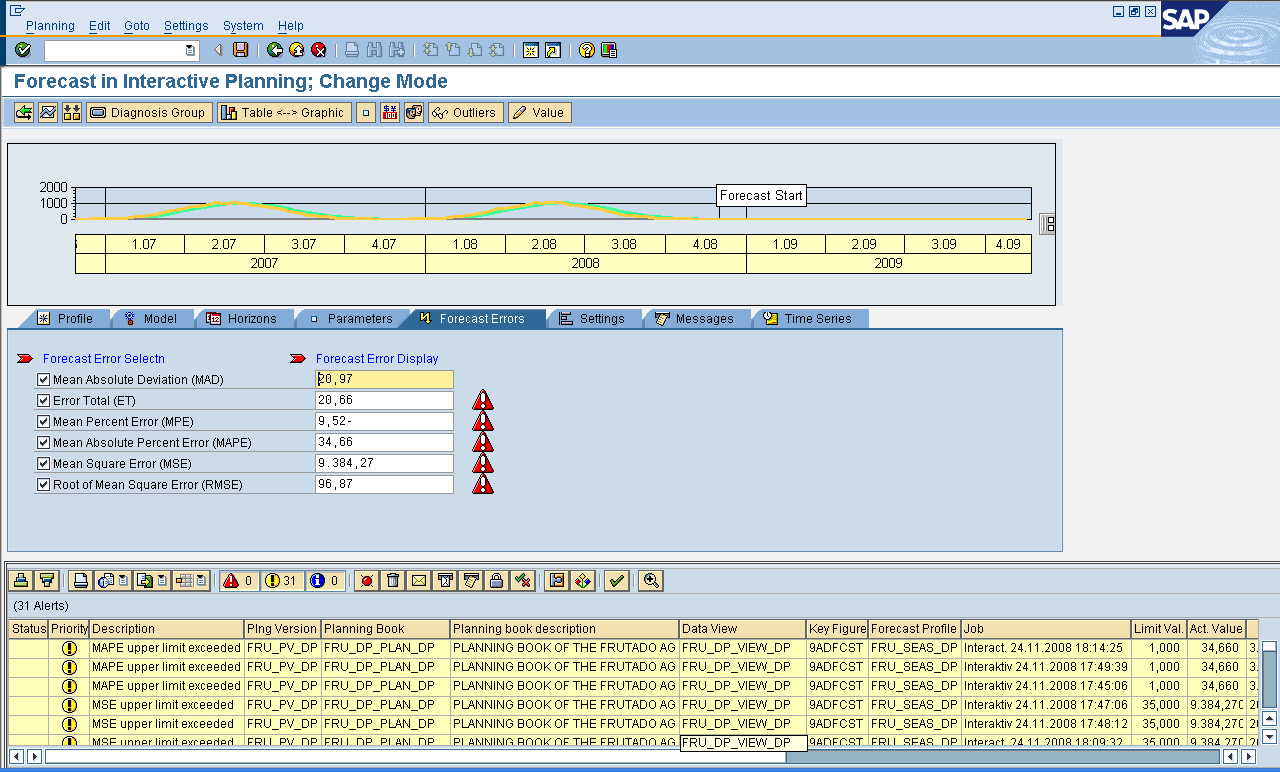 Planning Edit Goto Settings System Help
SAP
Forecast in Interactive Planning; Change Mode
Diagnosis Group Table <--> Graphic Outliers Value
2000
1000
0
Forecast Start
1.07 2.07 3.07 4.07 1.08 2.08 3.08 4.08 1.09 2.09 3.09 4.09
2007 2008 2009
Profile Model Horizons Parameters Forecast Errors Settings Messages Time Series
Forecast Error Selectn Forecast Error Display
Mean Absolute Deviation (MAD) 20,97
Error Total (ET) 20,66
Mean Percent Error (MPE) 9,52-
Mean Absolute Percent Error (MAPE) 34,66
Mean Square Error (MSE) 9.384,27
Root of Mean Square Error (RMSE) 96,87
0 31 0
(31 Alerts)
Status Priority Description Plng Version Planning Book Planning book description Data View Key Figure Forecast Profile Job Limit Val. Act. Value
MAPE upper limit exceeded FRU_PV_DP FRU_DP_PLAN_DP PLANNING BOOK OF THE FRUTADO AG FRU_DP_VIEW_DP 9ADFCST FRU_SEAS_DP Interact. 24.11.2008 18:14:25 1,000 34,660 3.
MAPE upper limit exceeded FRU_PV_DP FRU_DP_PLAN_DP PLANNING BOOK OF THE FRUTADO AG FRU_DP_VIEW_DP 9ADFCST FRU_SEAS_DP Interaktiv 24.11.2008 17:49:39 1,000 34,660 3.
MAPE upper limit exceeded FRU_PV_DP FRU_DP_PLAN_DP PLANNING BOOK OF THE FRUTADO AG FRU_DP_VIEW_DP 9ADFCST FRU_SEAS_DP Interaktiv 24.11.2008 17:45:06 1,000 34,660 3.
MSE upper limit exceeded FRU_PV_DP FRU_DP_PLAN_DP PLANNING BOOK OF THE FRUTADO AG FRU_DP_VIEW_DP 9ADFCST FRU_SEAS_DP Interaktiv 24.11.2008 17:47:06 35,000 9.384,270
MSE upper limit exceeded FRU_PV_DP FRU_DP_PLAN_DP PLANNING BOOK OF THE FRUTADO AG FRU_DP_VIEW_DP 9ADFCST FRU_SEAS_DP Interaktiv 24.11.2008 17:48:12 35,000 9.384,270
MSE upper limit exceeded FRU_PV_DP FRU_DP_PLAN_DP PLANNING BOOK OF THE FRUTADO AG FRU_DP_VIEW_DP 9ADFCST FRU_SEAS_DP Interact. 24.11.2008 18:09:32 35,000 9.384,270